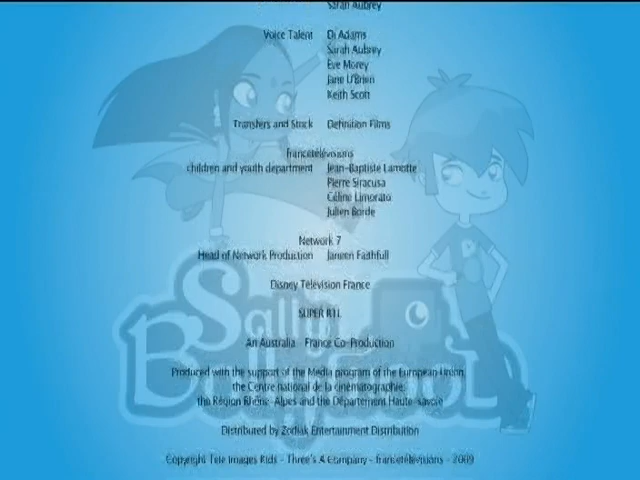 Sarah Aubrey
Voice Talent Di Adams
Sarah Aubrey
Eve Morey
Jane O'Brien
Keith Scott
Transfers and Stock Definition Films
francetélévisions
children and youth department Jean-Baptiste Lamotte
Pierre Siracusa
Céline Limorato
Julien Borde
Network 7
Head of Network Production Janeen Faithfull
Disney Télévision France
SUPER RTL
An Australia France Co-Production
Produced with the support of the Media program of the European Union,
the Centre national de la cinématographie,
the Région Rhône-Alpes and the Département Haute-savoie
Distributed by Zodiak Entertainment Distribution
Copyright Tele Images Kids - Three's A Company - francetélévisions - 2009
Sally
Bollywood